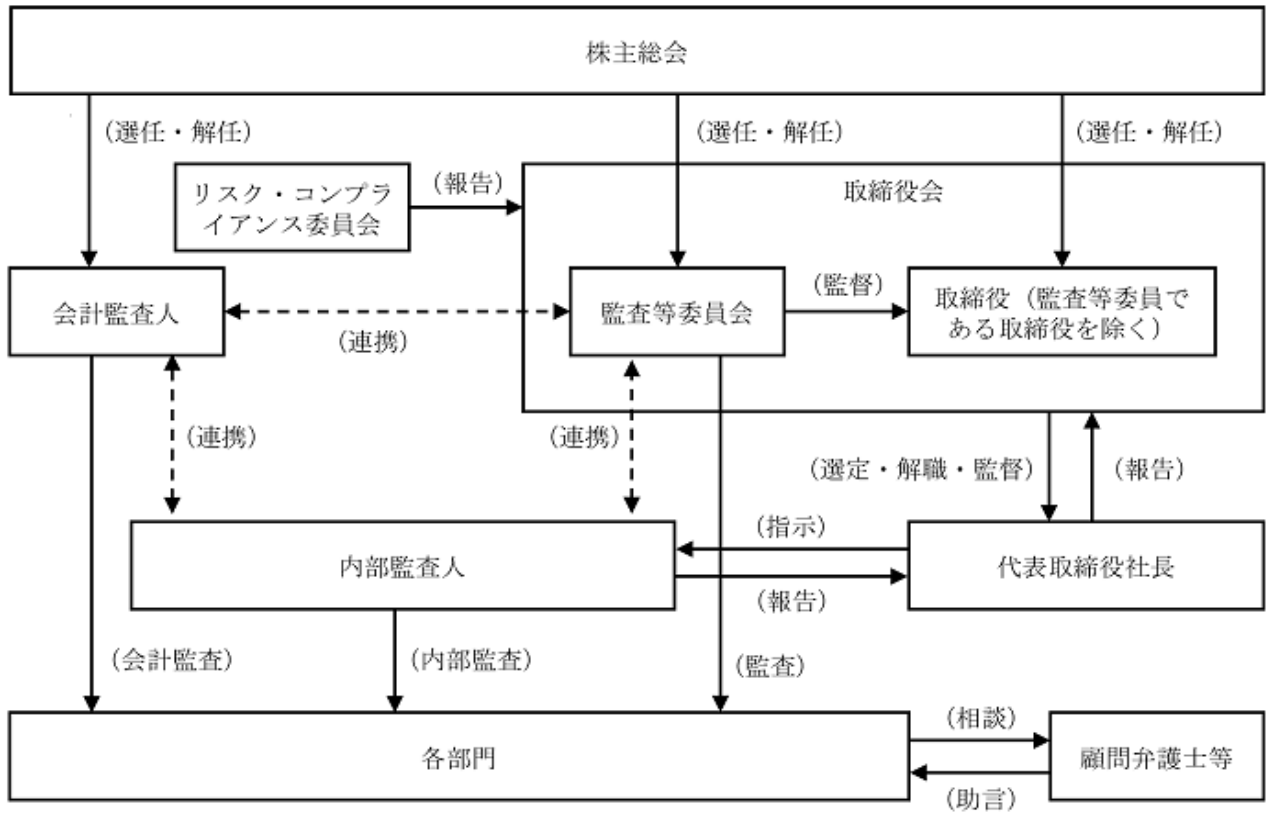 株主総会
(選任・解任)
(選任・解任)
(選任・解任)
リスク・コンプラ
イアンス委員会
(報告)
取締役会
会計監査人
(連携)
監査等委員会
(監督)
取締役（監査等委員で
ある取締役を除く）
(連携)
(連携)
(選定・解職・監督)
(報告)
内部監査人
(指示)
(報告)
代表取締役社長
(会計監査)
(内部監査)
(監査)
各部門
(相談)
(助言)
顧問弁護士等